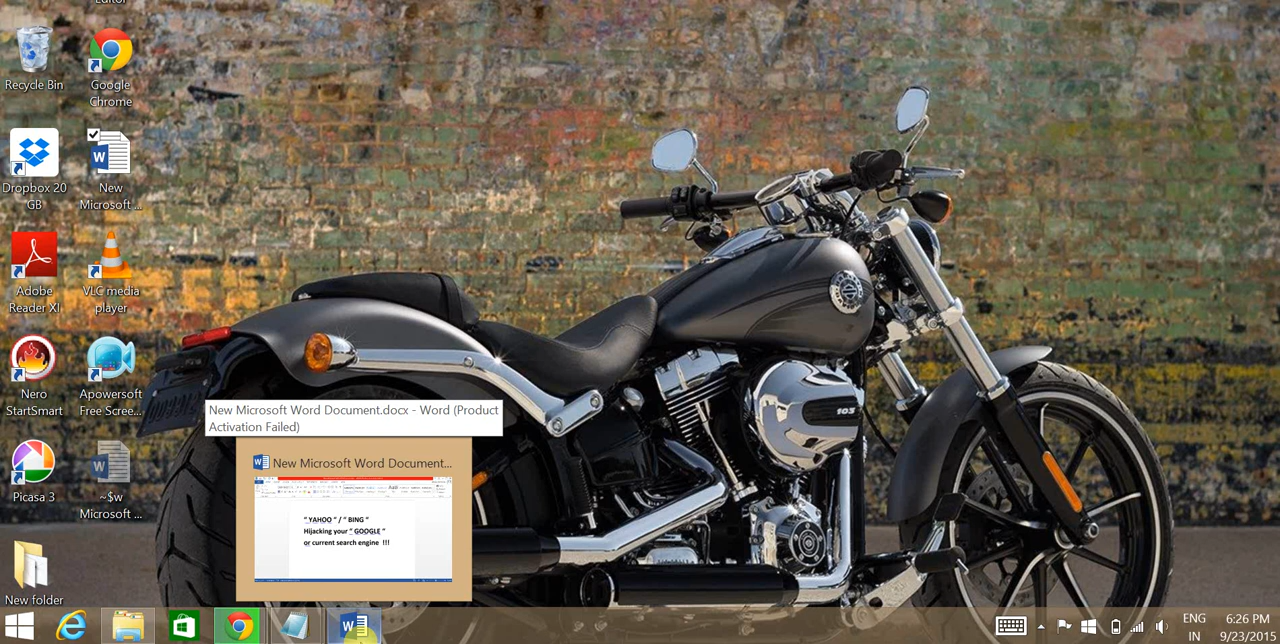 Editor
Recycle Bin
Google
Chrome
Dropbox 20
GB
New
Microsoft ...
Adobe
Reader XI
VLC media
player
Nero
StartSmart
Apowersoft
Free Scree...
Picasa 3
~$w
Microsoft ...
New folder
103
New Microsoft Word Document.docx - Word (Product
Activation Failed)
New Microsoft Word Document...
" YAHOO " / " BING "
Hijacking your " GOOGLE "
or current search engine !!!
ENG
IN
6:26 PM
9/23/2015